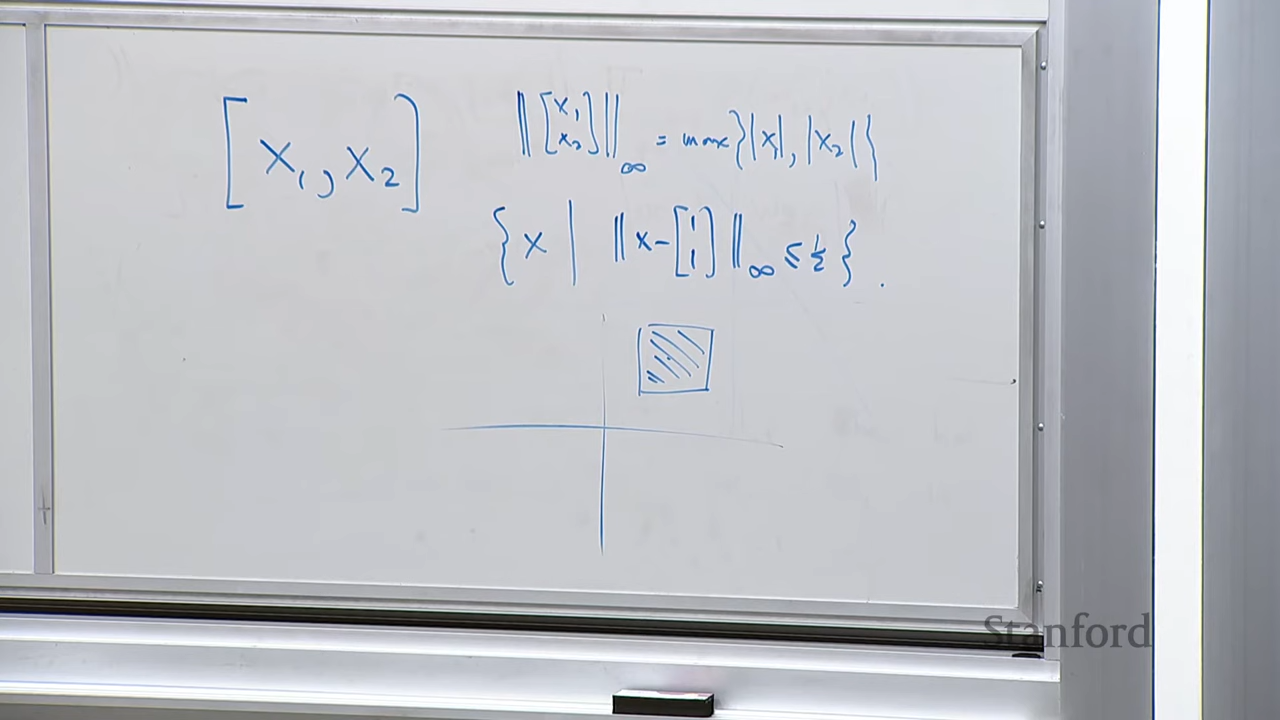 [x₁, x₂]
‖[x₁ x₂]‖∞ = max{|x₁|, |x₂|}
{x | ‖x-[1 1]‖∞ ≤ ½}.
Stanford